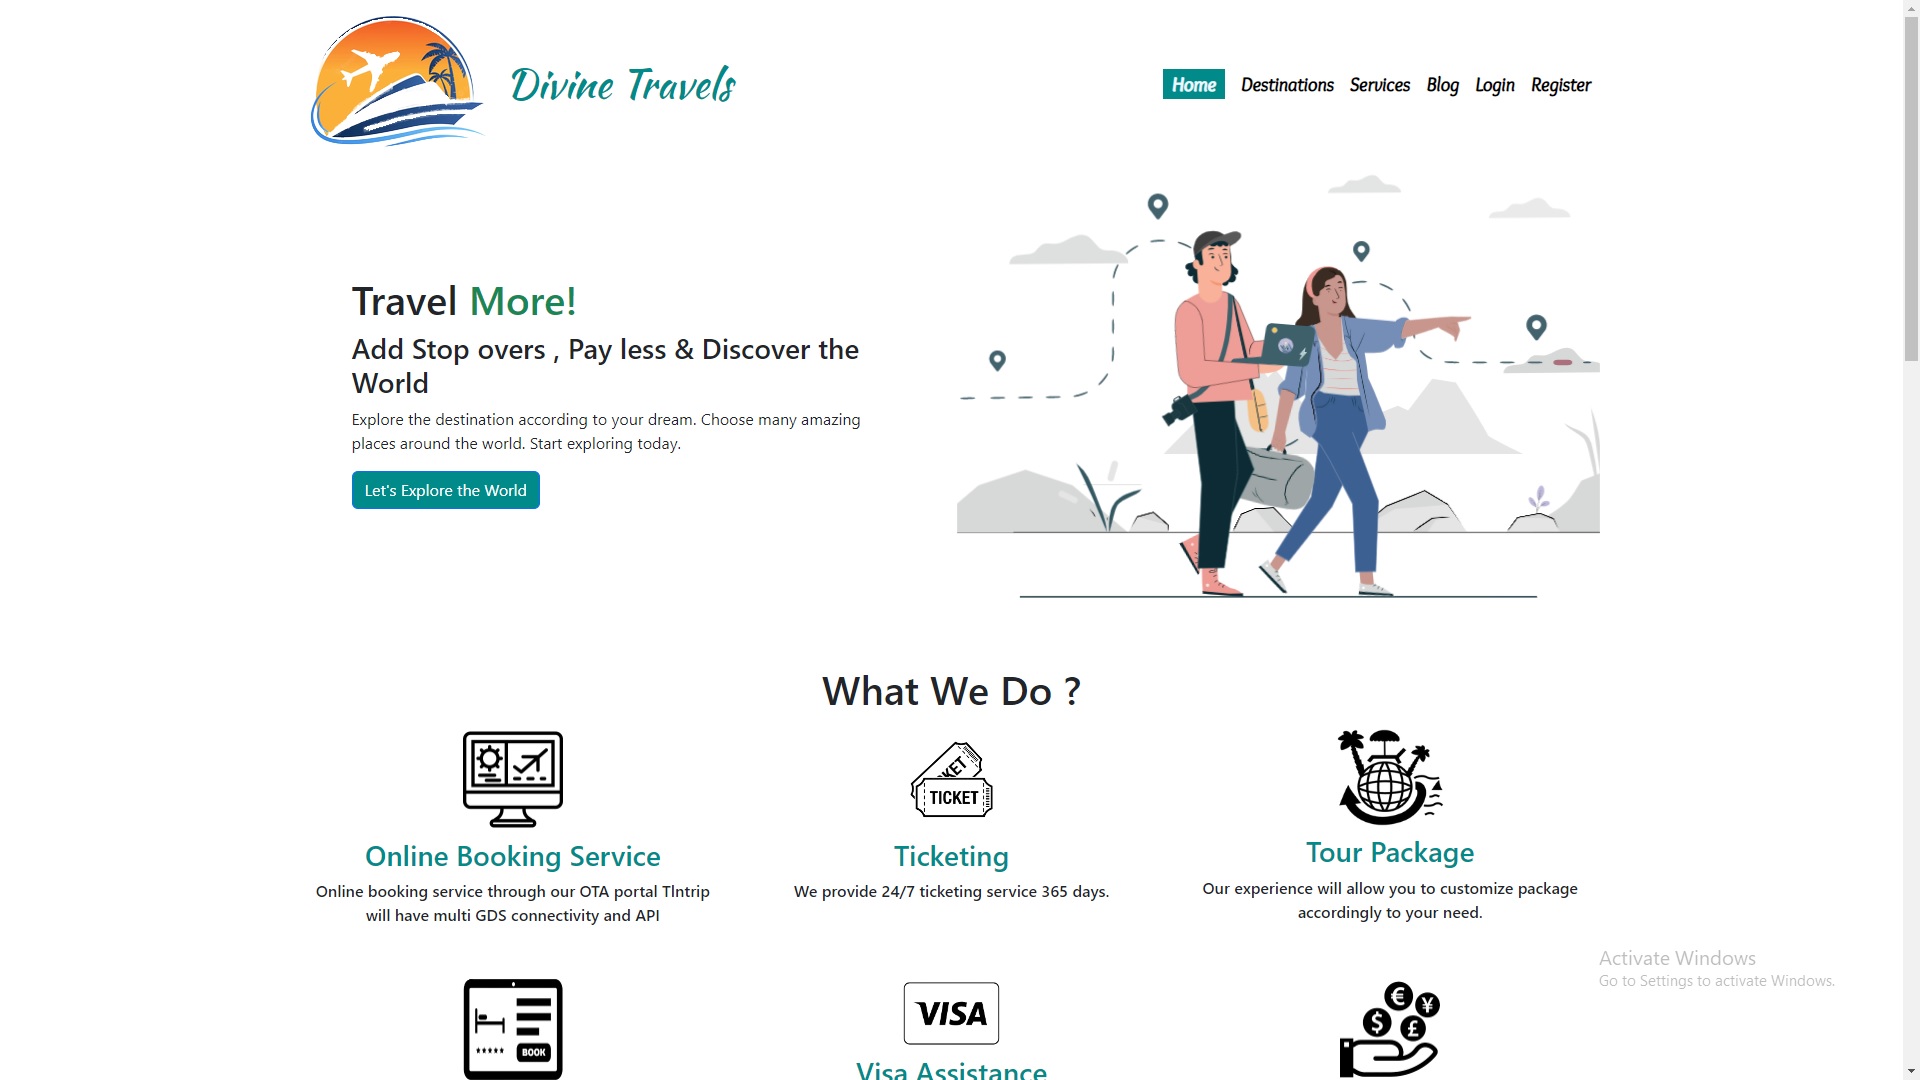 Divine Travels
Home Destinations Services Blog Login Register
Travel More!
Add Stop overs , Pay less & Discover the
World
Explore the destination according to your dream. Choose many amazing
places around the world. Start exploring today.
Let's Explore the World
What We Do ?
TICKET
Online Booking Service
Online booking service through our OTA portal Tlntrip
will have multi GDS connectivity and API
Ticketing
We provide 24/7 ticketing service 365 days.
Tour Package
Our experience will allow you to customize package
accordingly to your need.
BOOK
VISA
Visa Assistance
€ ¥
$ £
Activate Windows
Go to Settings to activate Windows.